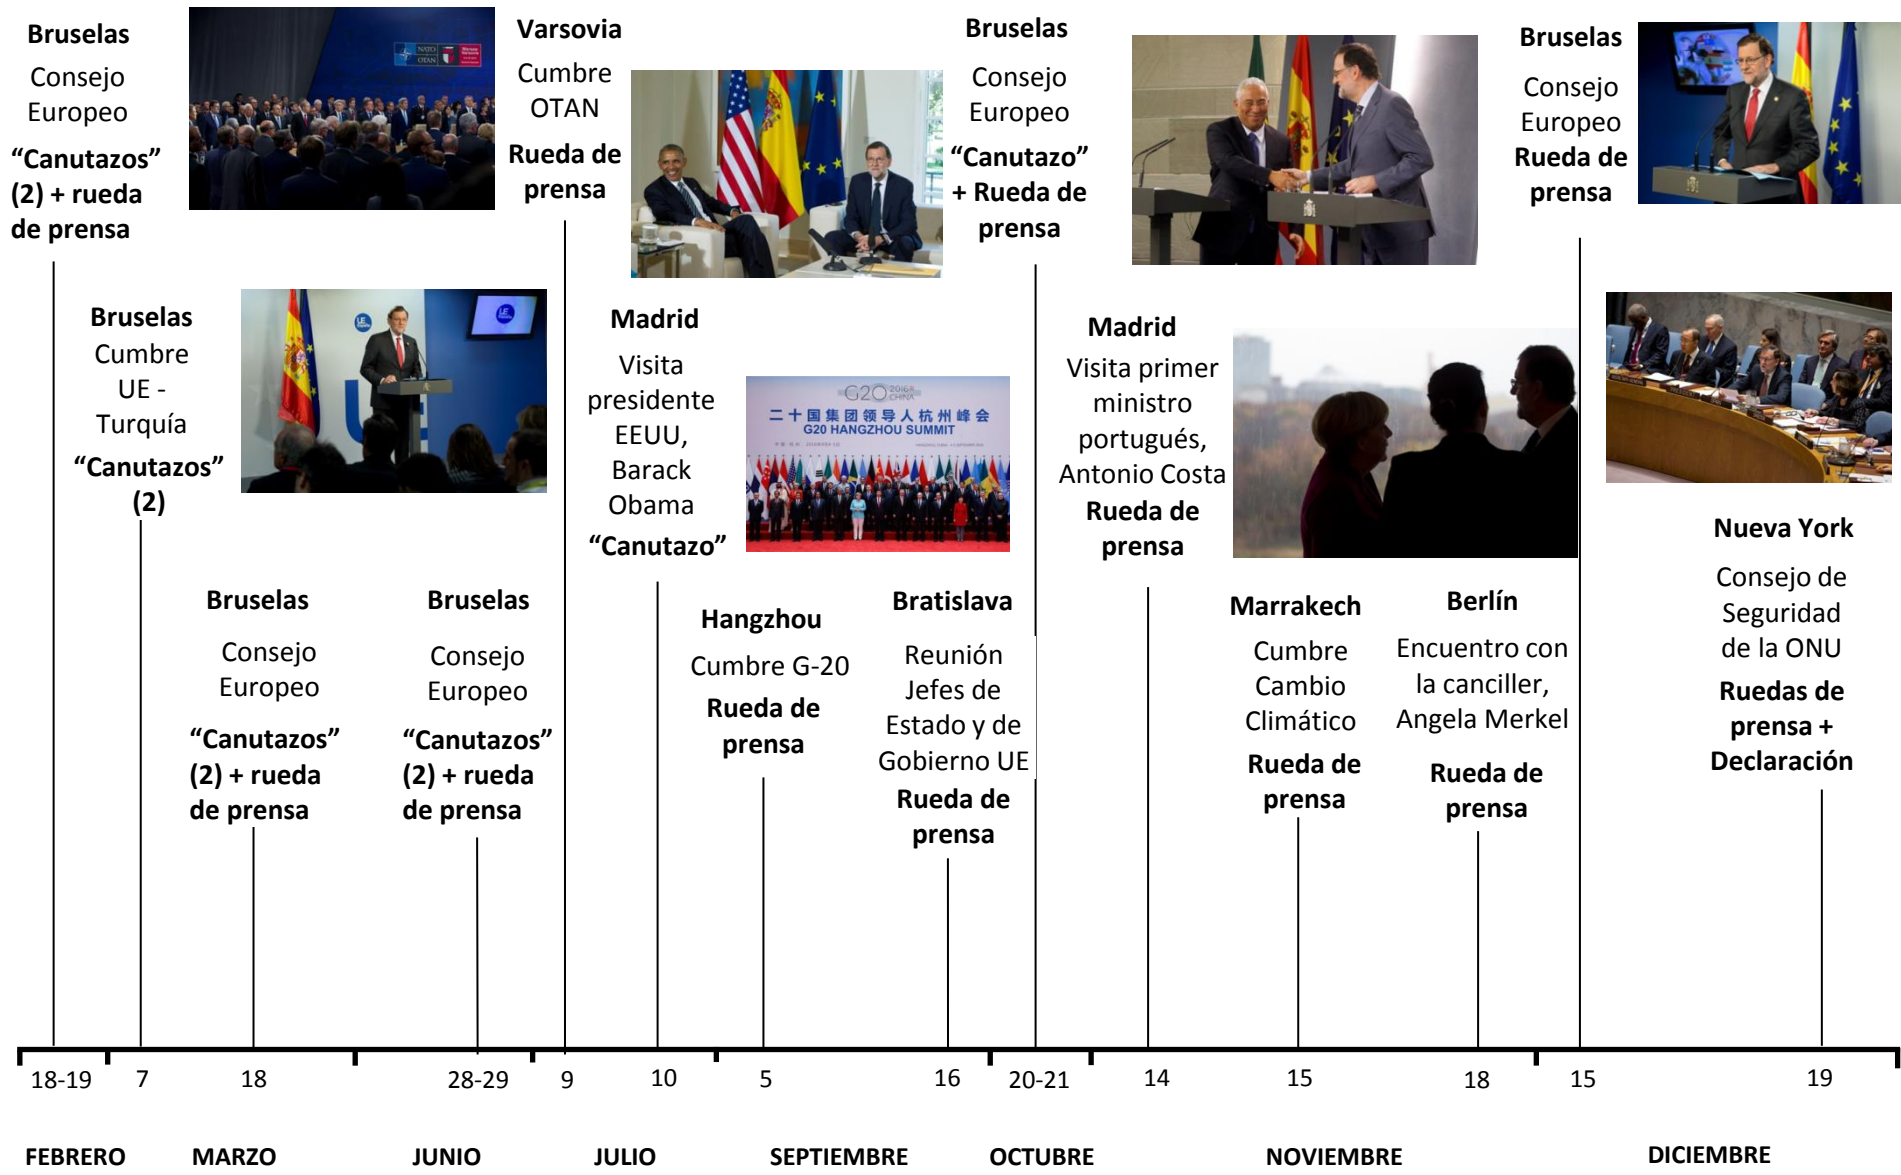 Bruselas
Consejo
Europeo
“Canutazos”
(2) + rueda
de prensa
NATO
OTAN
Varsovia
Cumbre
OTAN
Rueda de
prensa
Bruselas
Consejo
Europeo
“Canutazo”
+ Rueda de
prensa
Bruselas
Consejo
Europeo
Rueda de
prensa
Bruselas
Cumbre
UE -
Turquía
“Canutazos”
(2)
UE
UE
UE
Madrid
Visita
presidente
EEUU,
Barack
Obama
“Canutazo”
G20 2016 CHINA
二十国集团领导人杭州峰会
G20 HANGZHOU SUMMIT
Madrid
Visita primer
ministro
portugués,
Antonio Costa
Rueda de
prensa
Nueva York
Consejo de
Seguridad
de la ONU
Ruedas de
prensa +
Declaración
Bruselas
Consejo
Europeo
“Canutazos”
(2) + rueda
de prensa
Bruselas
Consejo
Europeo
“Canutazos”
(2) + rueda
de prensa
Hangzhou
Cumbre G-20
Rueda de
prensa
Bratislava
Reunión
Jefes de
Estado y de
Gobierno UE
Rueda de
prensa
Marrakech
Cumbre
Cambio
Climático
Rueda de
prensa
Berlín
Encuentro con
la canciller,
Angela Merkel
Rueda de
prensa
18-19 7 18 28-29 9 10 5 16 20-21 14 15 18 15 19
FEBRERO MARZO JUNIO JULIO SEPTIEMBRE OCTUBRE NOVIEMBRE DICIEMBRE